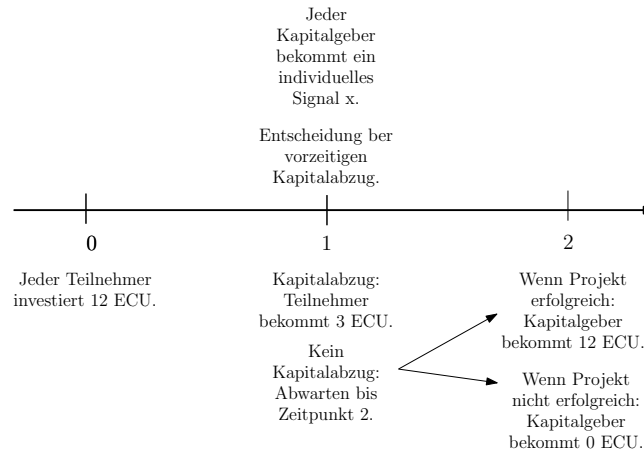 Jeder
Kapitalgeber
bekommt ein
individuelles
Signal x.
Entscheidung ber
vorzeitigen
Kapitalabzug.
0
1
2
Jeder Teilnehmer
investiert 12 ECU.
Kapitalabzug:
Teilnehmer
bekommt 3 ECU.
Kein
Kapitalabzug:
Abwarten bis
Zeitpunkt 2.
Wenn Projekt
erfolgreich:
Kapitalgeber
bekommt 12 ECU.
Wenn Projekt
nicht erfolgreich:
Kapitalgeber
bekommt 0 ECU.